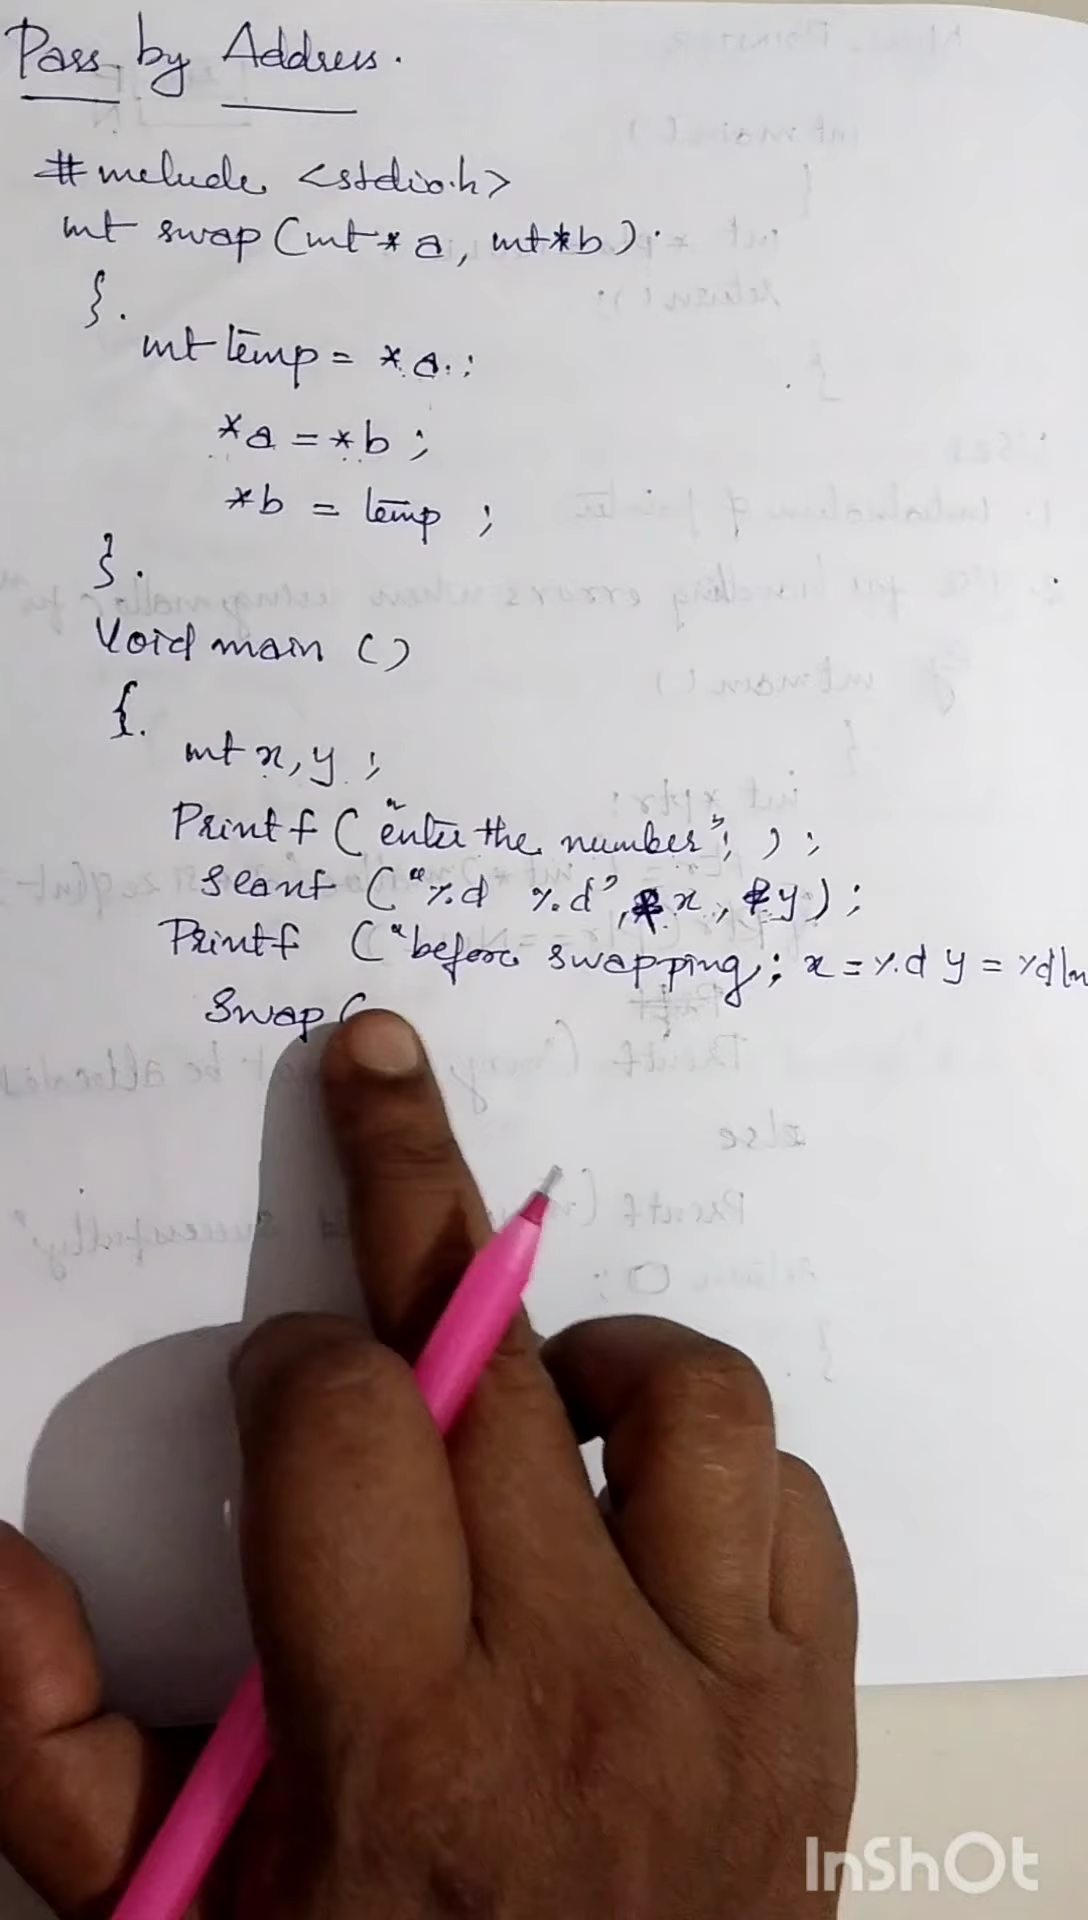 Pass by Address.
#include <stdio.h>
int swap (int * a, int * b).
}.
int temp = *a.;
*a = *b ;
*b = temp ;
}.
Void main ()
{.
int x, y ;
Printf ("enter the number"; ) ;
Scanf ("%d %d", &x, &y) ;
Printf ("before swapping; x = %d y = %d\n
Swap (
InShOt